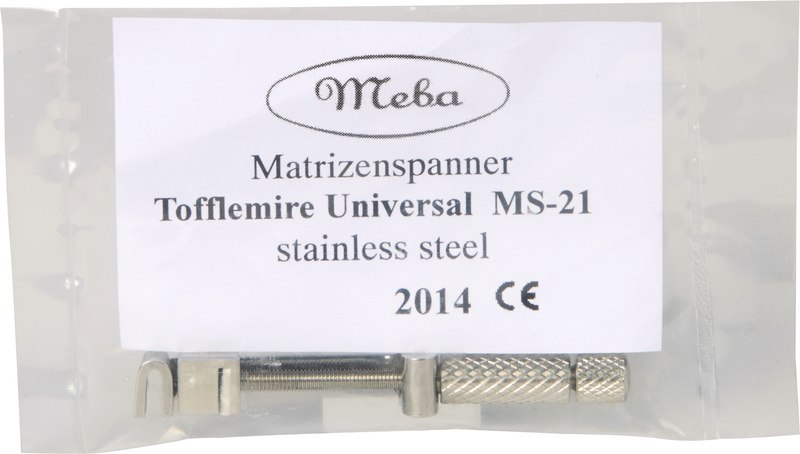 Meba
Matrizenspanner
Tofflemire Universal MS-21
stainless steel
2014 CE